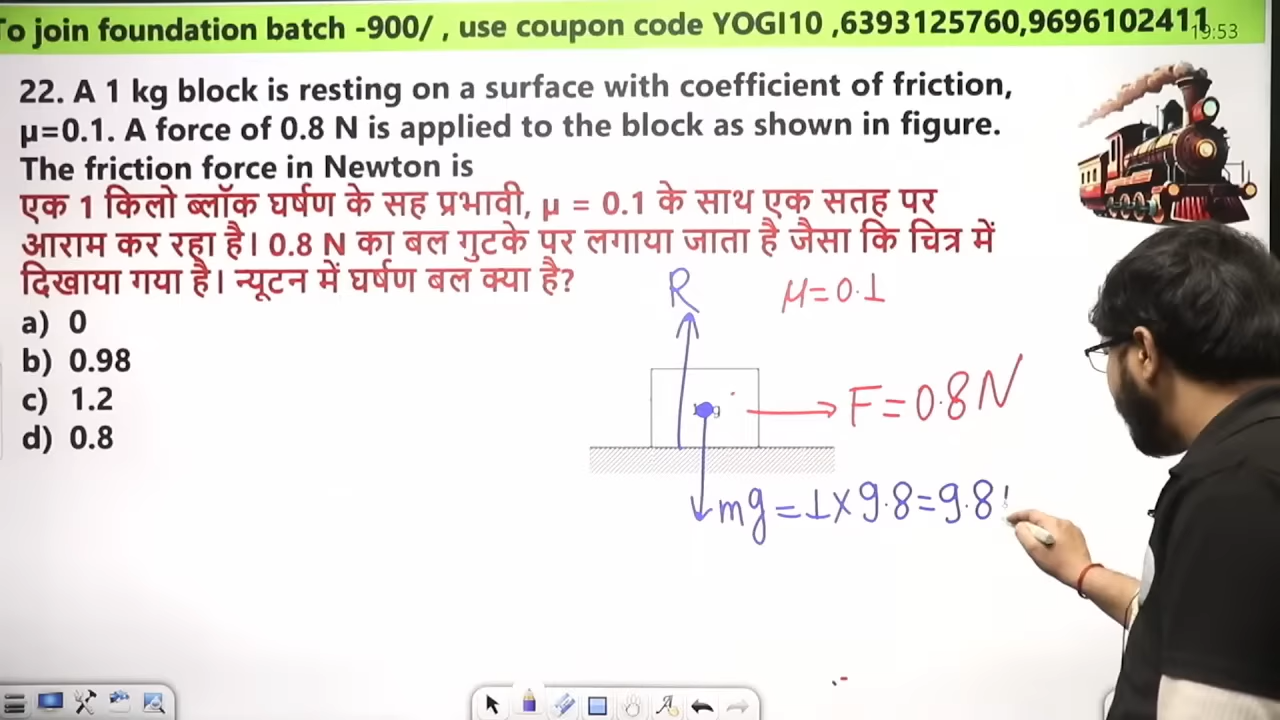 To join foundation batch -900/ , use coupon code YOGI10 ,6393125760,9696102411
19:53
22. A 1 kg block is resting on a surface with coefficient of friction,
µ=0.1. A force of 0.8 N is applied to the block as shown in figure.
The friction force in Newton is
एक 1 किलो ब्लॉक घर्षण के सह प्रभावी, µ = 0.1 के साथ एक सतह पर
आराम कर रहा है। 0.8 N का बल गुटके पर लगाया जाता है जैसा कि चित्र में
दिखाया गया है। न्यूटन में घर्षण बल क्या है?
R
µ=0.1
a) 0
b) 0.98
c) 1.2
d) 0.8
F=0.8N
mg=1×9.8=9.8